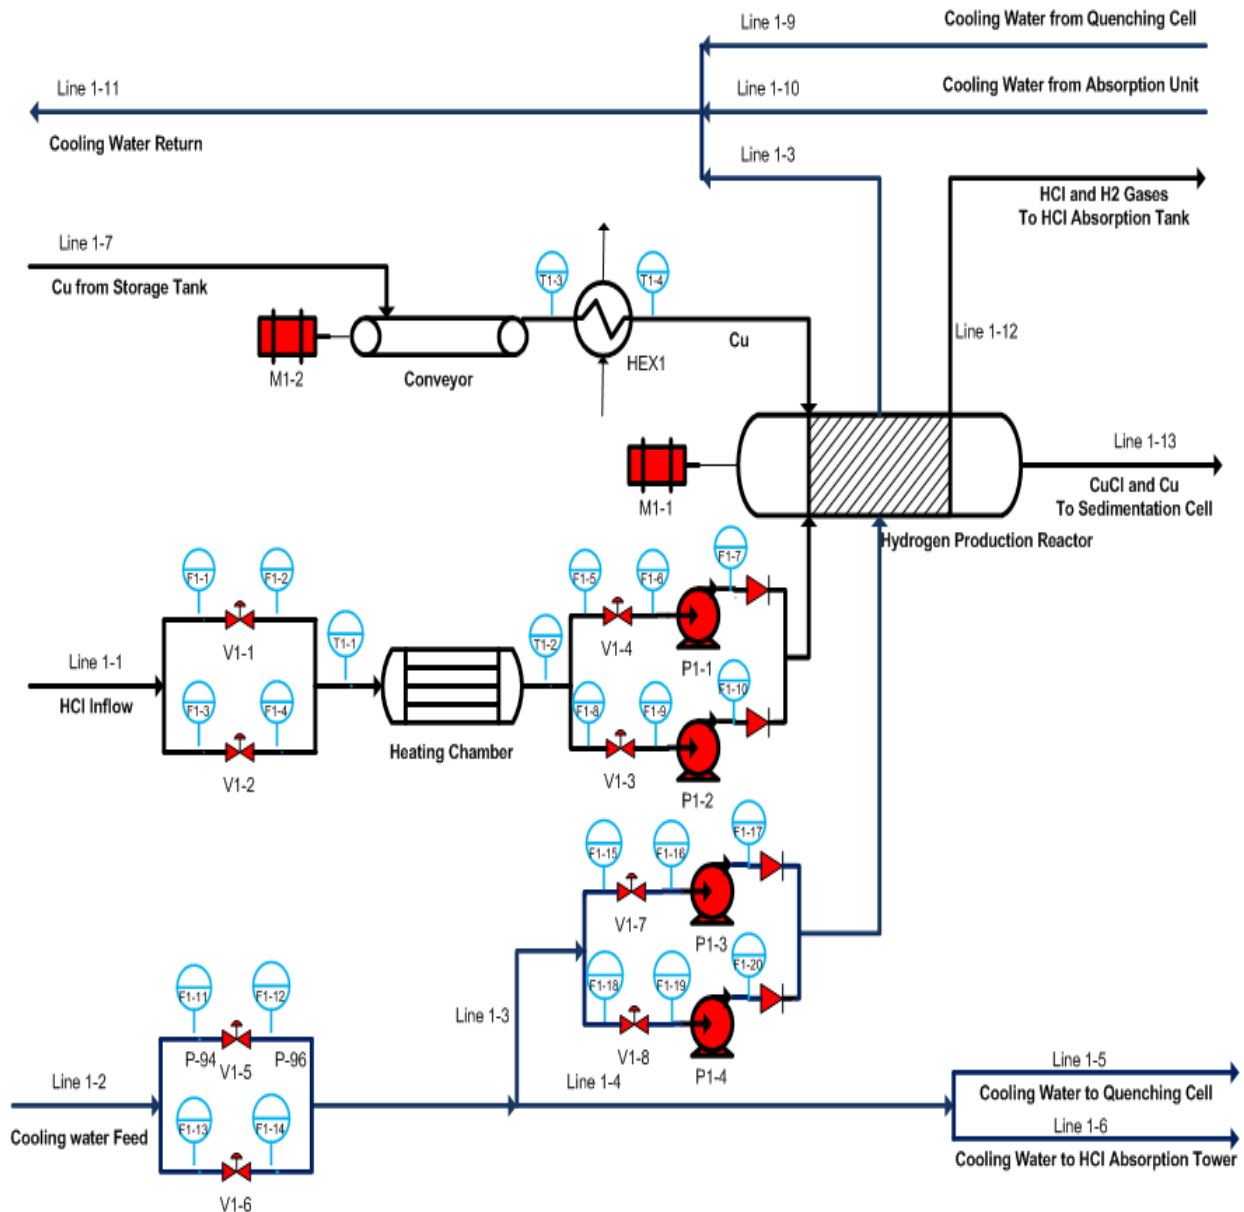 Line 1-9
Cooling Water from Quenching Cell
Line 1-11
Line 1-10
Cooling Water from Absorption Unit
Cooling Water Return
Line 1-3
HCl and H2 Gases
To HCl Absorption Tank
Line 1-7
Cu from Storage Tank
T1-3
T1-4
Line 1-12
Cu
HEX1
M1-2
Conveyor
Line 1-13
CuCl and Cu
To Sedimentation Cell
M1-1
Hydrogen Production Reactor
F1-1
F1-2
F1-5
F1-6
F1-7
T1-1
T1-2
V1-1
V1-4
Line 1-1
P1-1
HCl Inflow
F1-3
F1-4
F1-8
F1-9
F1-10
Heating Chamber
V1-2
V1-3
P1-2
F1-15
F1-16
F1-17
V1-7
P1-3
F1-11
F1-12
F1-18
F1-19
F1-20
Line 1-3
P-94
V1-5
P-96
V1-8
P1-4
Line 1-2
Line 1-4
Line 1-5
Cooling Water to Quenching Cell
Cooling water Feed
F1-13
F1-14
Line 1-6
Cooling Water to HCl Absorption Tower
V1-6